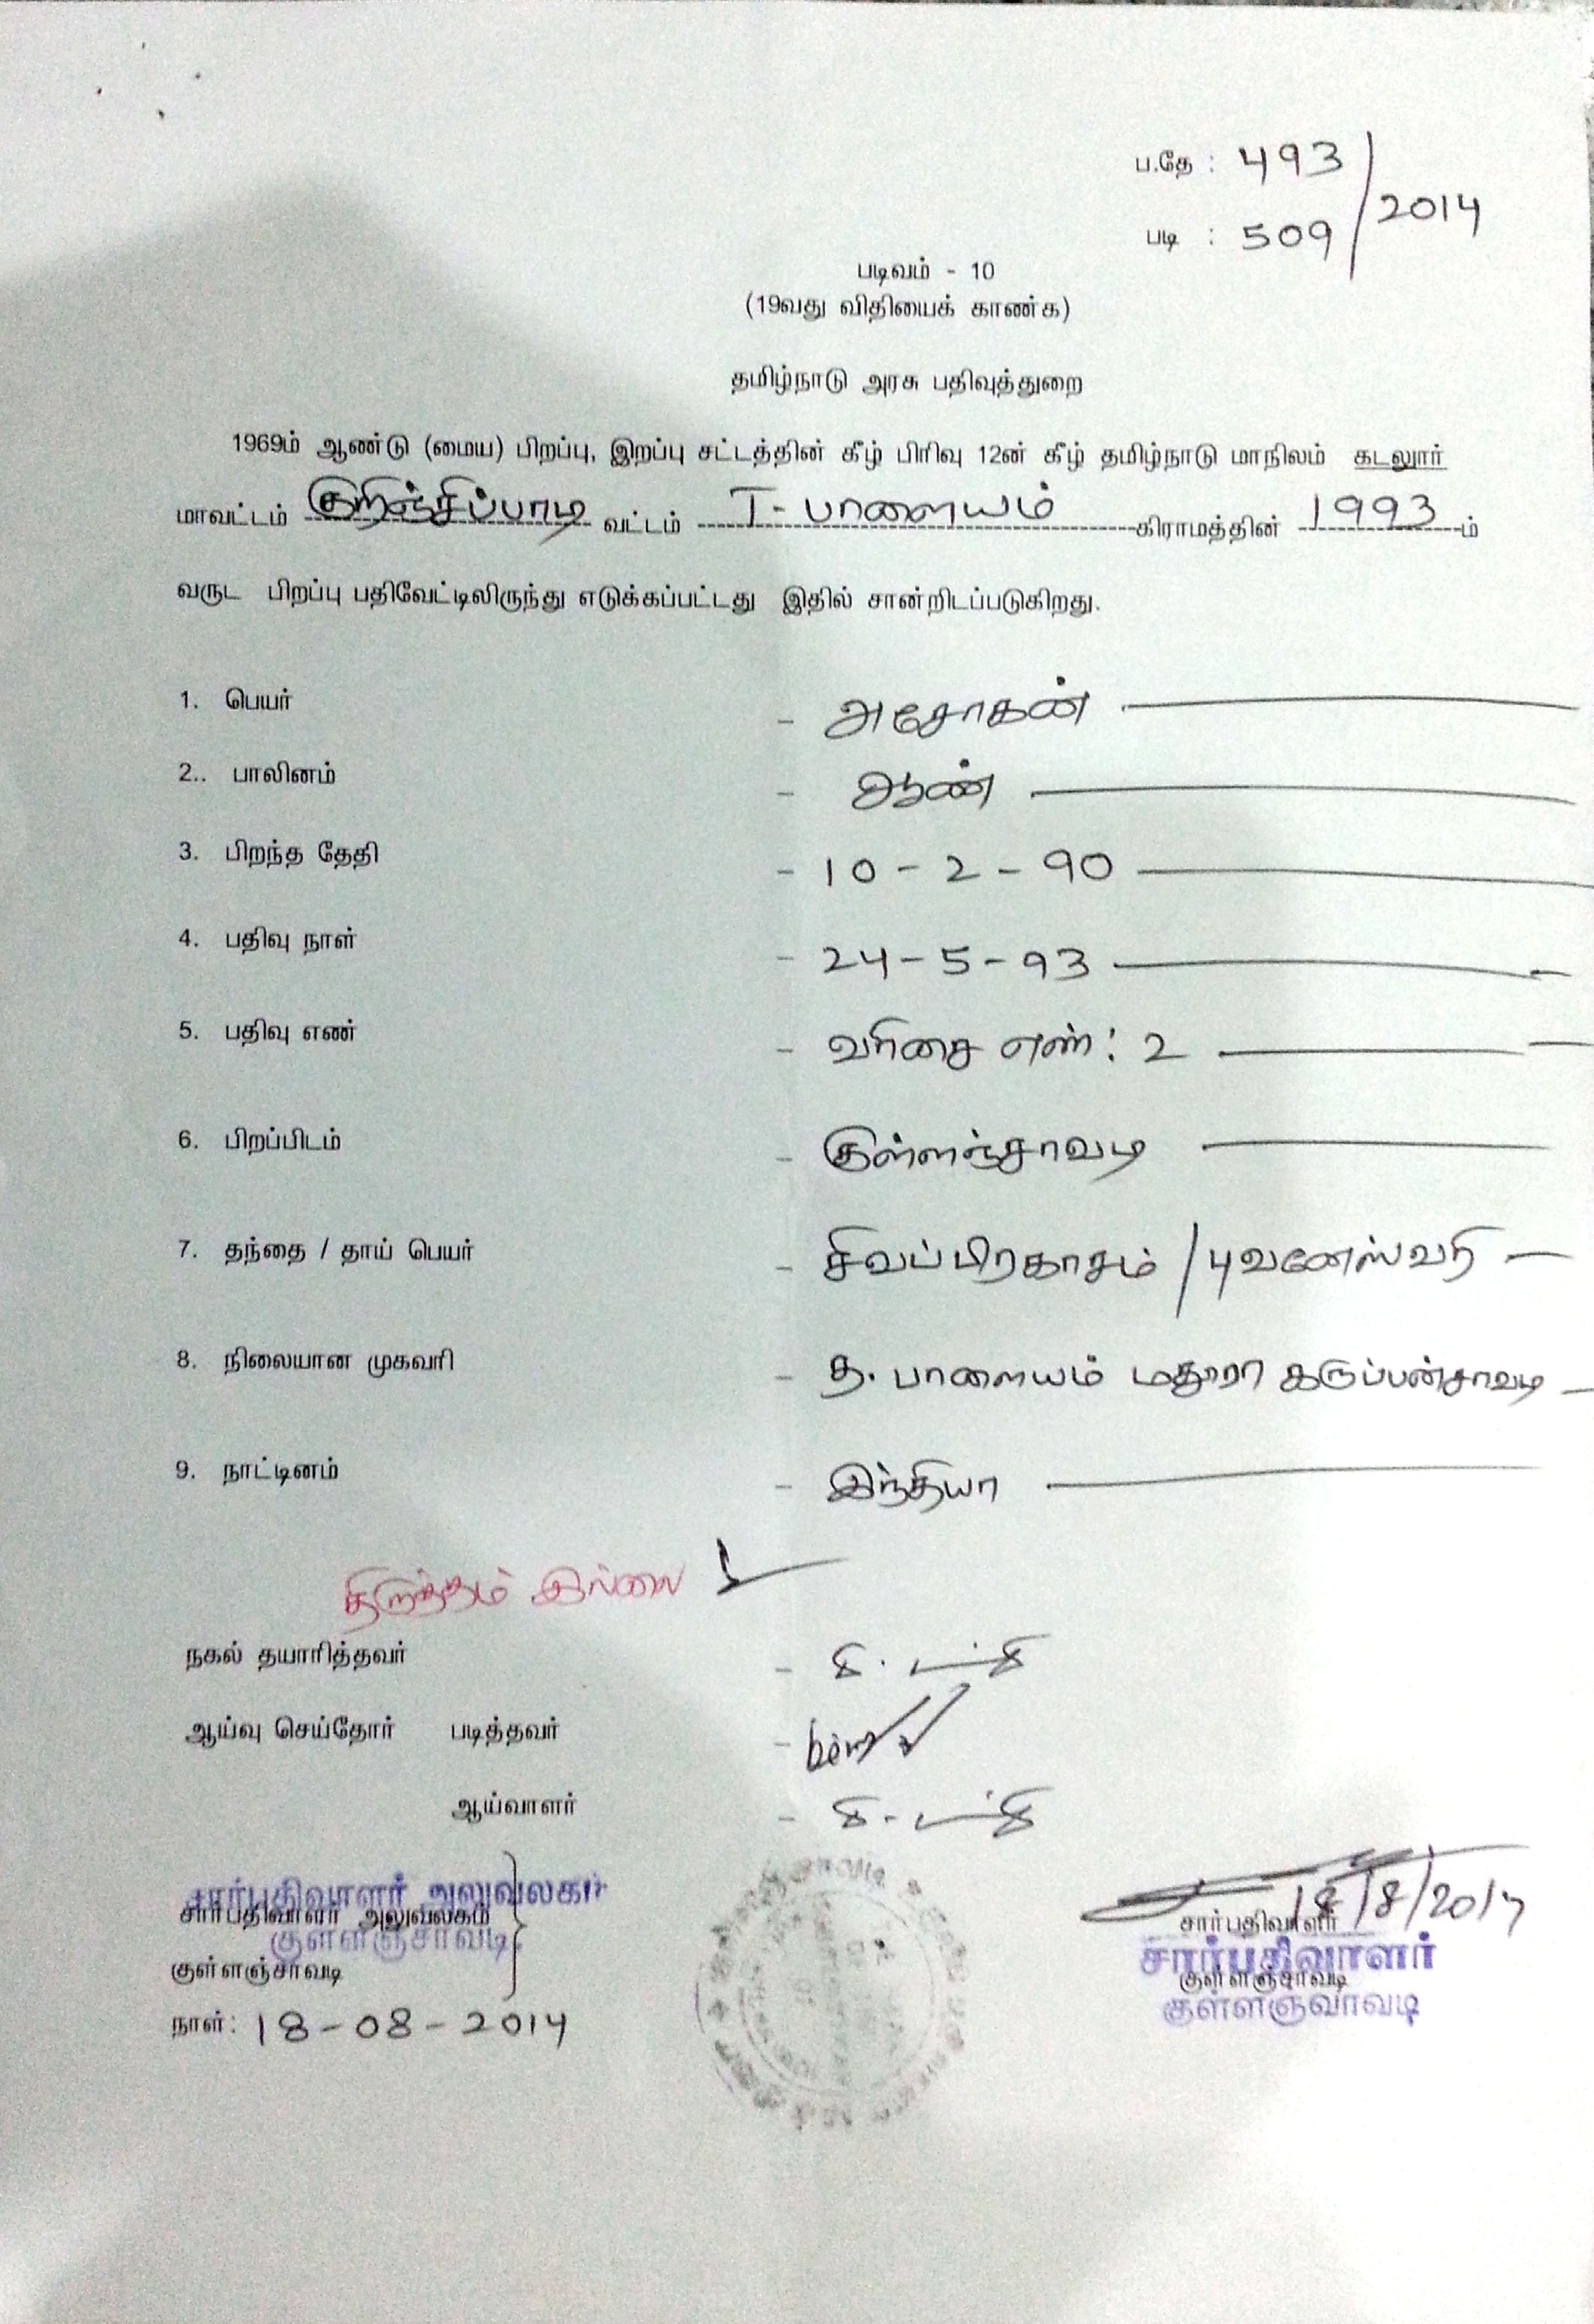 ப.தே : 493
/ 2014
படி : 509
படிவம் - 10
(19வது விதியைக் காண்க)
தமிழ்நாடு அரசு பதிவுத்துறை
1969ம் ஆண்டு (மைய) பிறப்பு, இறப்பு சட்டத்தின் கீழ் பிரிவு 12ன் கீழ் தமிழ்நாடு மாநிலம் கடலூர்
மாவட்டம் குறிஞ்சிப்பாடி வட்டம் T- பாளையம் கிராமத்தின் 1993ம்
வருட பிறப்பு பதிவேட்டிலிருந்து எடுக்கப்பட்டது இதில் சான்றிடப்படுகிறது.
1. பெயர் - அசோகன்
2.. பாலினம் - ஆண்
3. பிறந்த தேதி - 10-2-90
4. பதிவு நாள் - 24-5-93
5. பதிவு எண் - வரிசை எண்: 2
6. பிறப்பிடம் - குள்ளஞ்சாவடி
7. தந்தை / தாய் பெயர் - சிவப்பிரகாசம் / புவனேஸ்வரி
8. நிலையான முகவரி - த. பாளையம் மதுரா கருப்பன்சாவடி
9. நாட்டினம் - இந்தியா
திருத்தம் இல்லை
நகல் தயாரித்தவர் -
ஆய்வு செய்தோர் படித்தவர் -
ஆய்வாளர் -
சார்பதிவாளர் அலுவலகம்
சார்பதிவாளர் அலுவலகம்
குள்ளஞ்சாவடி
குள்ளஞ்சாவடி
நாள்: 18-08-2014
18/8/2014
சார்பதிவாளர்
சார்பதிவாளர்
குள்ளஞ்சாவடி
குள்ளஞ்சாவடி